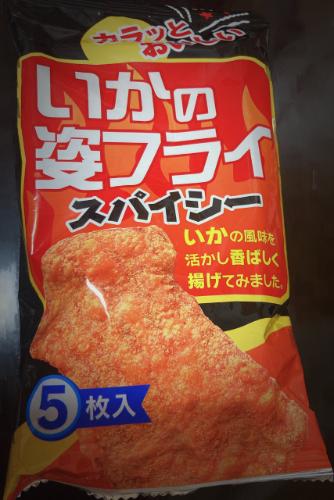 カラッと
おいしい
いかの
姿フライ
スパイシー
いかの風味を
活かし香ばしく
揚げてみました。
5枚入